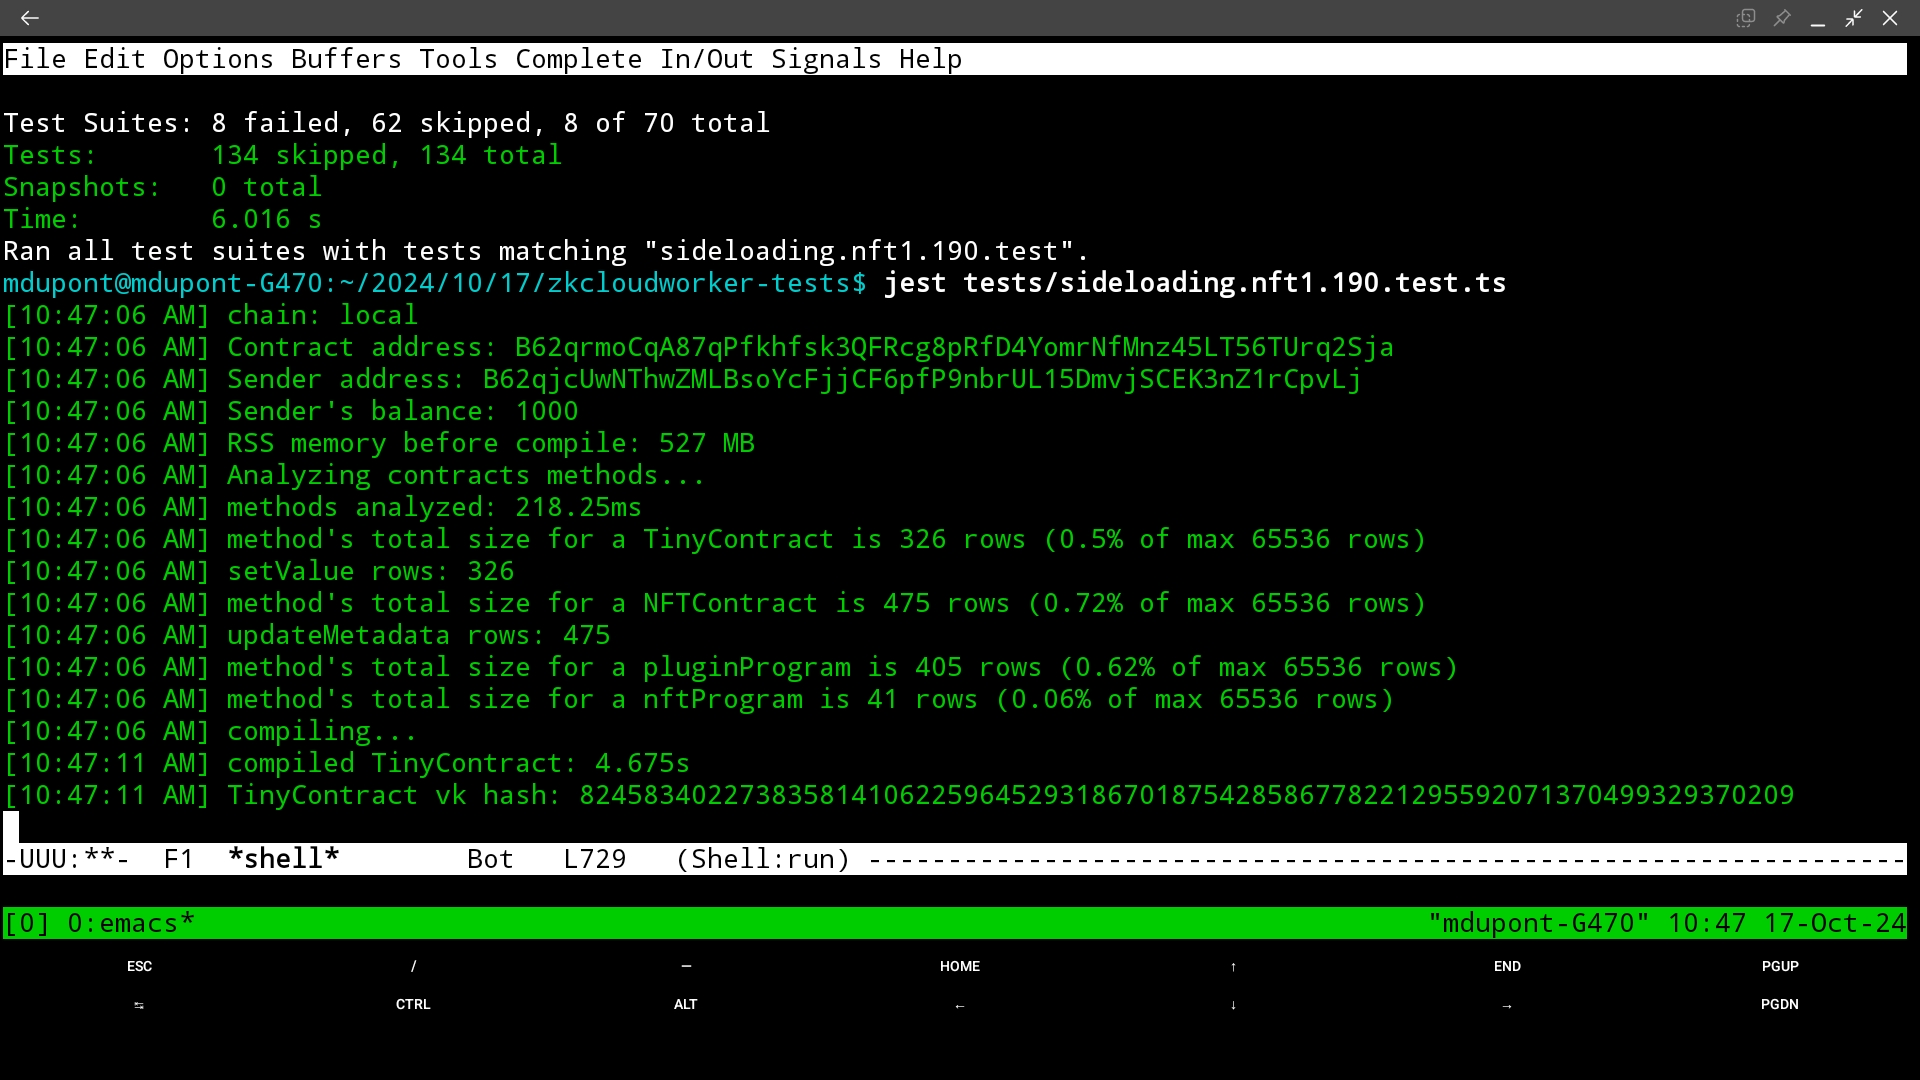 File Edit Options Buffers Tools Complete In/Out Signals Help
Test Suites: 8 failed, 62 skipped, 8 of 70 total
Tests:       134 skipped, 134 total
Snapshots:   0 total
Time:        6.016 s
Ran all test suites with tests matching "sideloading.nft1.190.test".
mdupont@mdupont-G470:~/2024/10/17/zkcloudworker-tests$ jest tests/sideloading.nft1.190.test.ts
[10:47:06 AM] chain: local
[10:47:06 AM] Contract address: B62qrmoCqA87qPfkhfsk3QFRcg8pRfD4YomrNfMnz45LT56TUrq2Sja
[10:47:06 AM] Sender address: B62qjcUwNThwZMLBsoYcFjjCF6pfP9nbrUL15DmvjSCEK3nZ1rCpvLj
[10:47:06 AM] Sender's balance: 1000
[10:47:06 AM] RSS memory before compile: 527 MB
[10:47:06 AM] Analyzing contracts methods...
[10:47:06 AM] methods analyzed: 218.25ms
[10:47:06 AM] method's total size for a TinyContract is 326 rows (0.5% of max 65536 rows)
[10:47:06 AM] setValue rows: 326
[10:47:06 AM] method's total size for a NFTContract is 475 rows (0.72% of max 65536 rows)
[10:47:06 AM] updateMetadata rows: 475
[10:47:06 AM] method's total size for a pluginProgram is 405 rows (0.62% of max 65536 rows)
[10:47:06 AM] method's total size for a nftProgram is 41 rows (0.06% of max 65536 rows)
[10:47:06 AM] compiling...
[10:47:11 AM] compiled TinyContract: 4.675s
[10:47:11 AM] TinyContract vk hash: 8245834022738358141062259645293186701875428586778221295592071370499329370209
-UUU:**-  F1  *shell*        Bot   L729   (Shell:run) -----------------------------------------------------------------
[0] 0:emacs* "mdupont-G470" 10:47 17-Oct-24
ESC / — HOME ↑ END PGUP
↹ CTRL ALT ← ↓ → PGDN